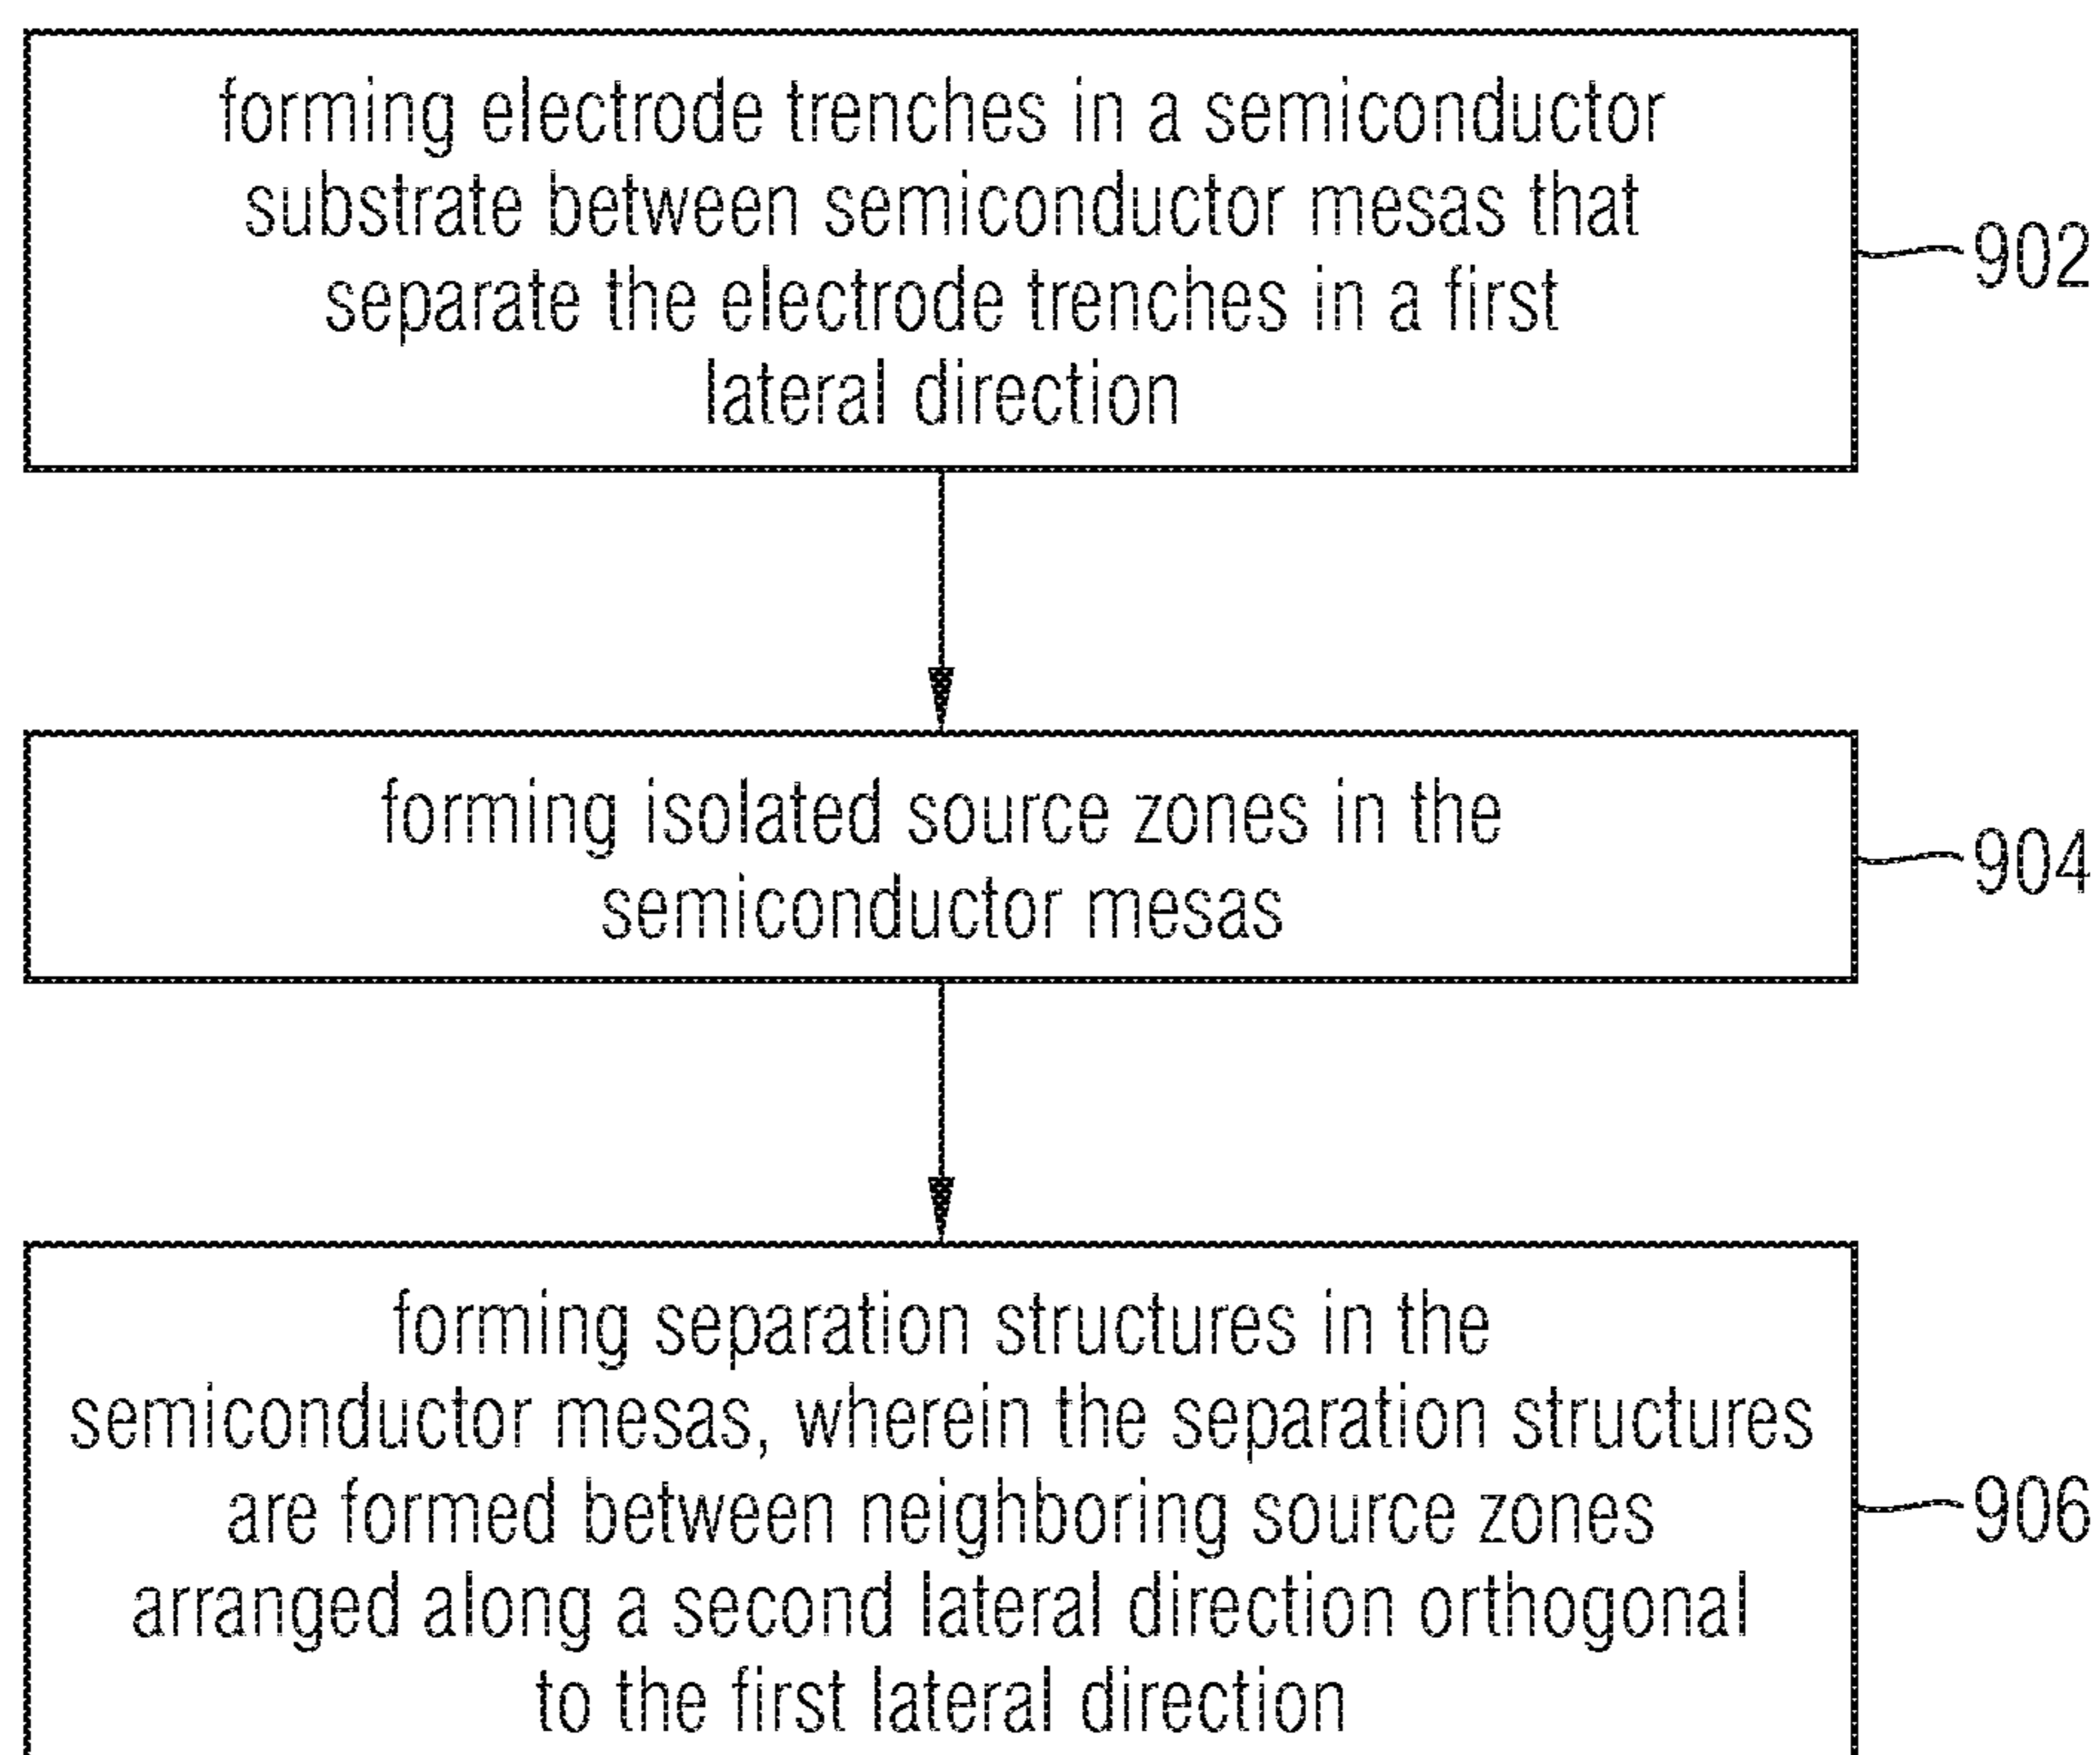 forming electrode trenches in a semiconductor
substrate between semiconductor mesas that
separate the electrode trenches in a first
lateral direction
902
forming isolated source zones in the
semiconductor mesas
904
forming separation structures in the
semiconductor mesas, wherein the separation structures
are formed between neighboring source zones
arranged along a second lateral direction orthogonal
to the first lateral direction
906